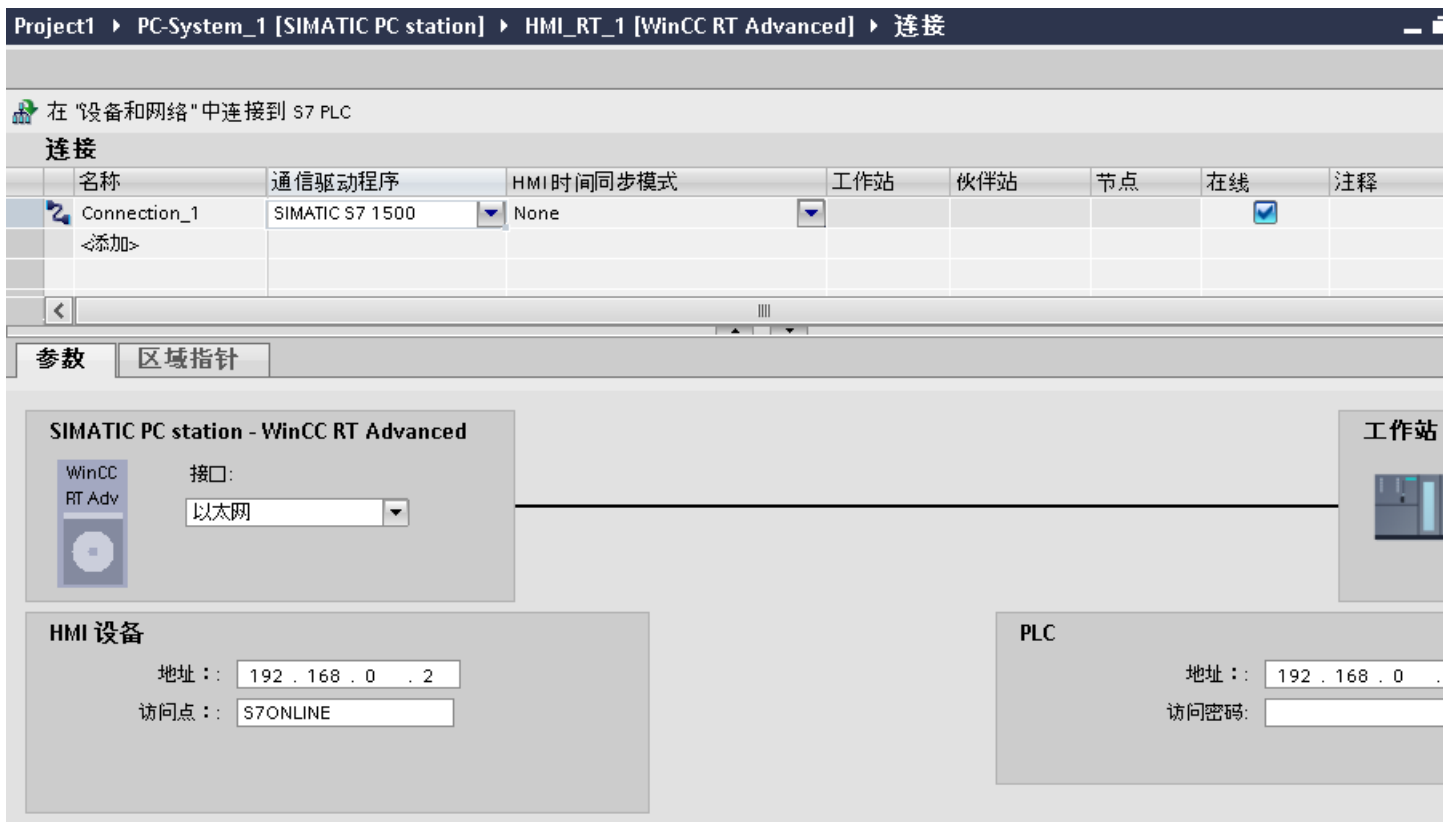 Project1 ▸ PC-System_1 [SIMATIC PC station] ▸ HMI_RT_1 [WinCC RT Advanced] ▸ 连接
在 "设备和网络" 中连接到 S7 PLC
连接
名称 通信驱动程序 HMI时间同步模式 工作站 伙伴站 节点 在线 注释
Connection_1 SIMATIC S7 1500 None
<添加>
参数 区域指针
SIMATIC PC station - WinCC RT Advanced 工作站
WinCC 接口:
RT Adv 以太网
HMI 设备 PLC
地址：: 192 . 168 . 0 . 2 地址：: 192 . 168 . 0 .
访问点：: S7ONLINE 访问密码: